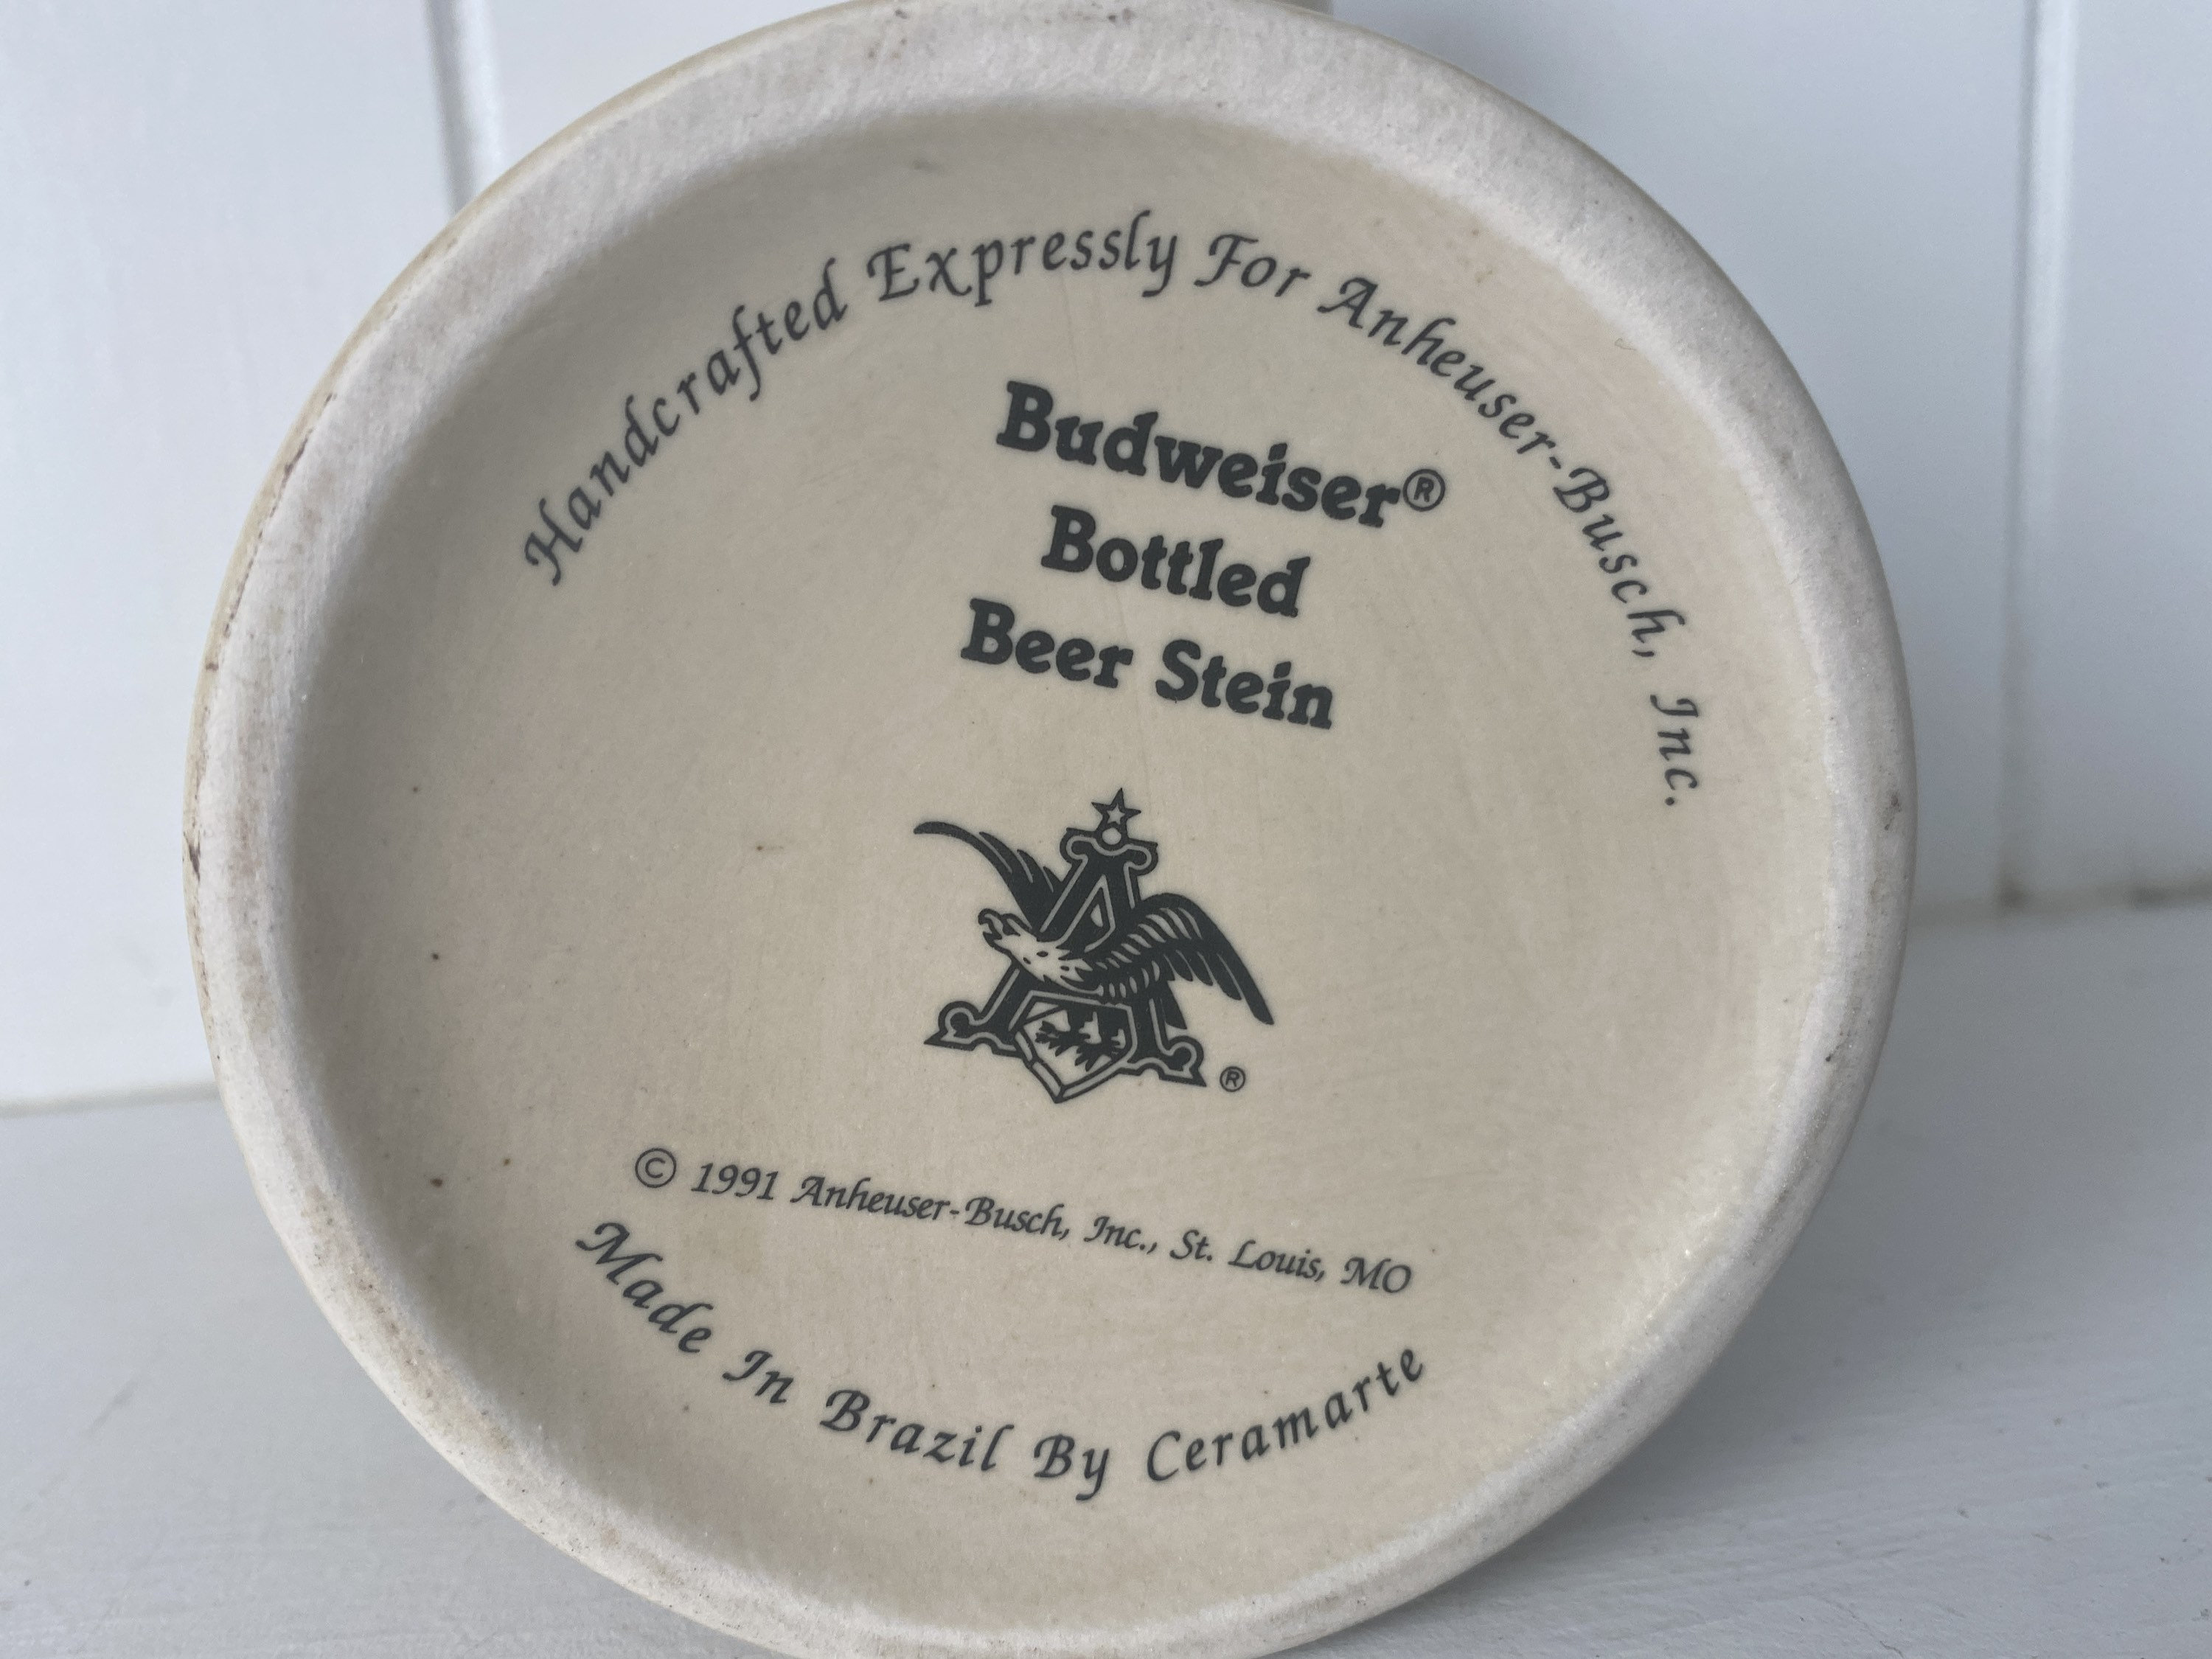 Handcrafted Expressly For Anheuser-Busch, Inc.
Budweiser®
Bottled
Beer Stein
®
© 1991 Anheuser-Busch, Inc., St. Louis, MO
Made In Brazil By Ceramarte